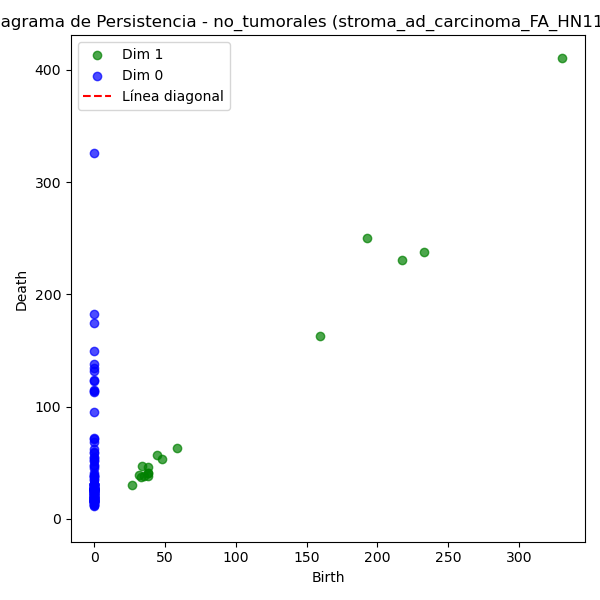 agrama de Persistencia - no_tumorales (stroma_ad_carcinoma_FA_HN11
Dim 1
Dim 0
Línea diagonal
400
300
200
100
0
Death
0 50 100 150 200 250 300
Birth